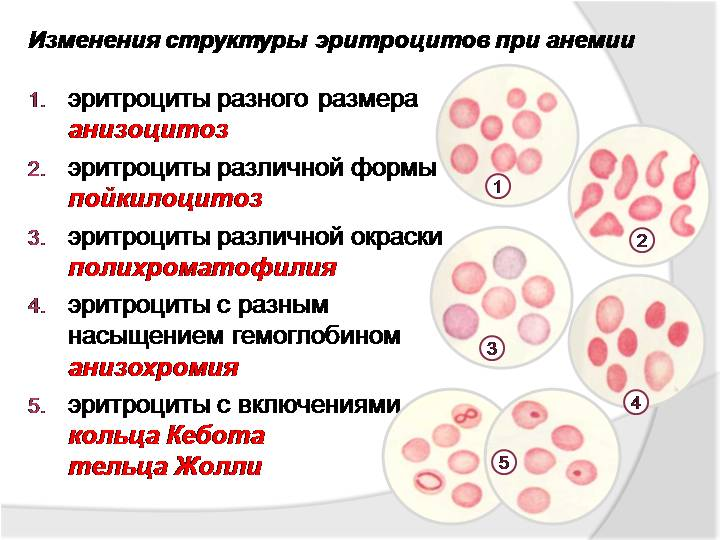 Изменения структуры эритроцитов при анемии
1. эритроциты разного размера
анизоцитоз
2. эритроциты различной формы
пойкилоцитоз
3. эритроциты различной окраски
полихроматофилия
4. эритроциты с разным
насыщением гемоглобином
анизохромия
5. эритроциты с включениями
кольца Кебота
тельца Жолли
1
2
3
4
5